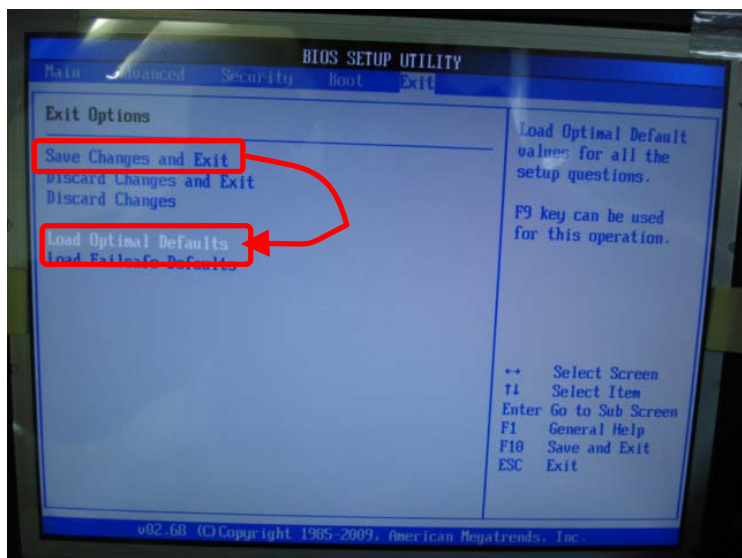 BIOS SETUP UTILITY
Main Advanced Security Boot Exit
Exit Options
Save Changes and Exit
Discard Changes and Exit
Discard Changes
Load Optimal Defaults
Load Failsafe Defaults
Load Optimal Default
values for all the
setup questions.
F9 key can be used
for this operation.
↔ Select Screen
↑↓ Select Item
Enter Go to Sub Screen
F1 General Help
F10 Save and Exit
ESC Exit
v02.68 (C)Copyright 1985-2009, American Megatrends, Inc.